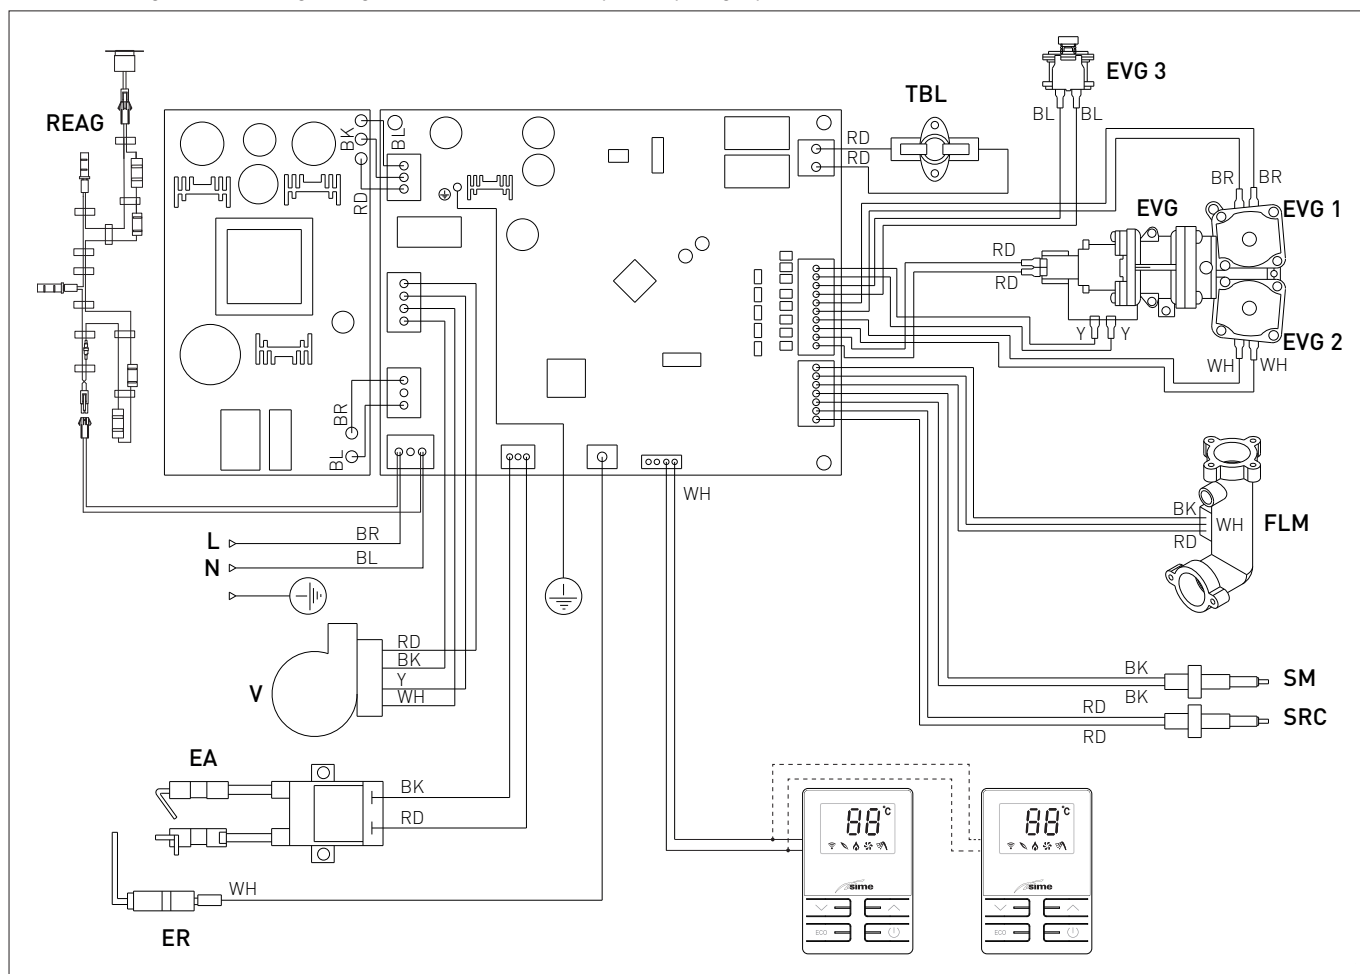 EVG 3
TBL
REAG
BL BL
BK
BL
RD
RD
RD
BR BR
EVG
EVG 1
RD
RD
Y Y
EVG 2
WH WH
BR
BL
WH
BK
WH
FLM
RD
L BR
N BL
RD
BK
V
Y
WH
BK
SM
BK
RD
SRC
RD
EA
BK
RD
88 °C
88 °C
sime
sime
ECO
ECO
WH
ER